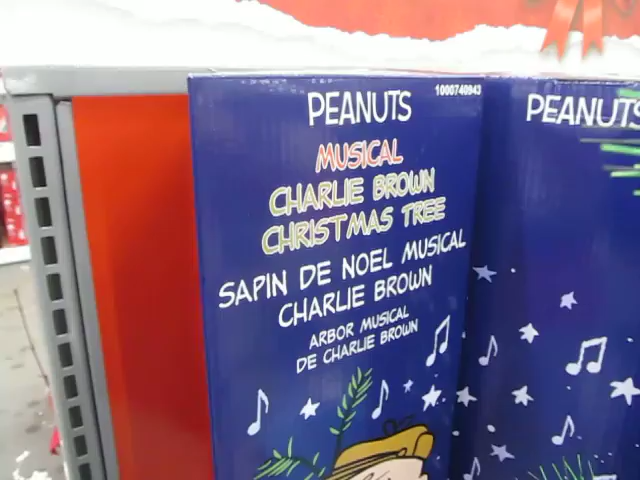 PEANUTS
1000740943
MUSICAL
CHARLIE BROWN
CHRISTMAS TREE
SAPIN DE NOEL MUSICAL
CHARLIE BROWN
ARBOR MUSICAL
DE CHARLIE BROWN
PEANUTS